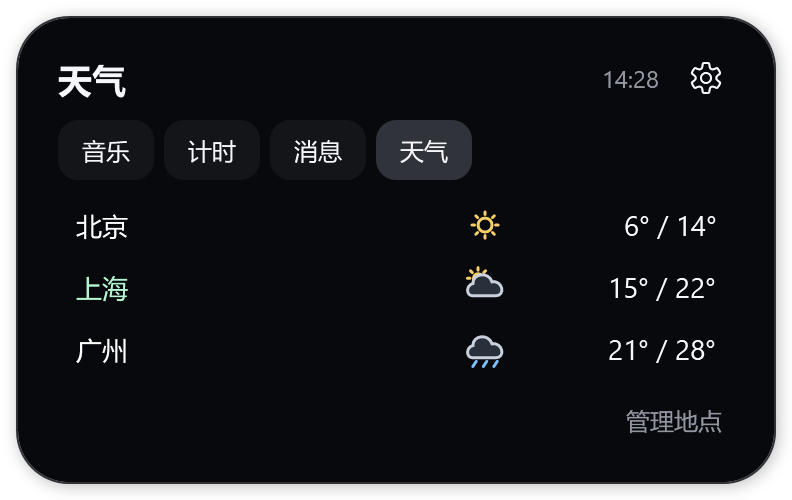 天气 14:28
音乐 计时 消息 天气
北京 6° / 14°
上海 15° / 22°
广州 21° / 28°
管理地点